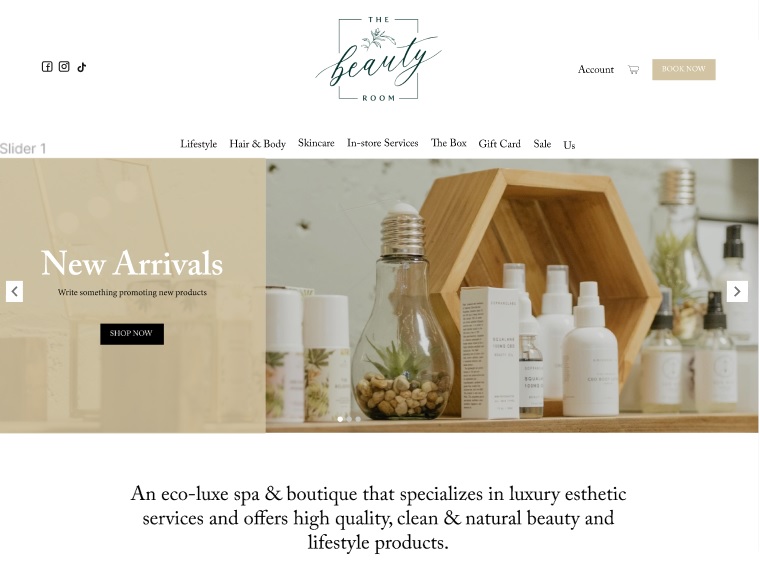 THE
beauty
ROOM
Account
BOOK NOW
Lifestyle Hair & Body Skincare In-store Services The Box Gift Card Sale Us
Slider 1
New Arrivals
Write something promoting new products
SHOP NOW
An eco-luxe spa & boutique that specializes in luxury esthetic
services and offers high quality, clean & natural beauty and
lifestyle products.